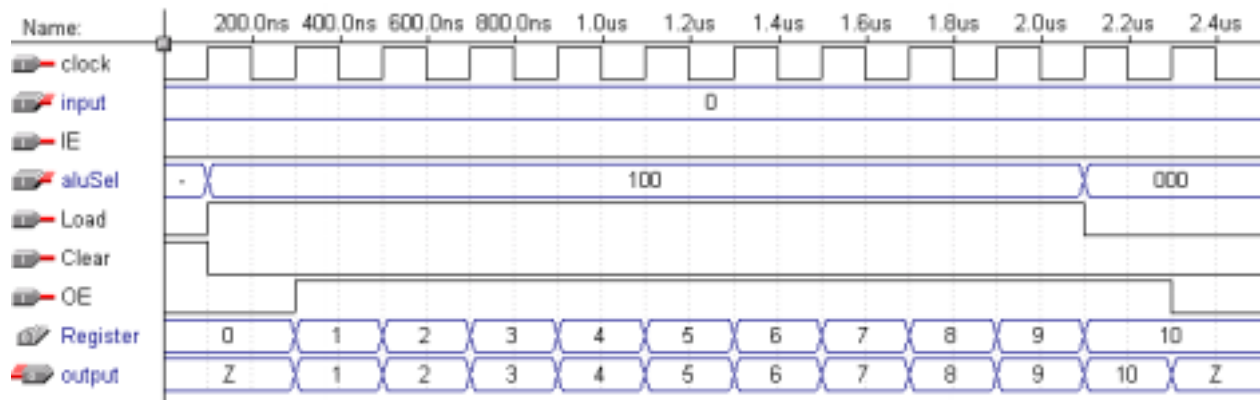 Name: 200.0ns 400.0ns 600.0ns 800.0ns 1.0us 1.2us 1.4us 1.6us 1.8us 2.0us 2.2us 2.4us
clock
input 0
IE
aluSel - 100 000
Load
Clear
OE
Register 0 1 2 3 4 5 6 7 8 9 10
output Z 1 2 3 4 5 6 7 8 9 10 Z